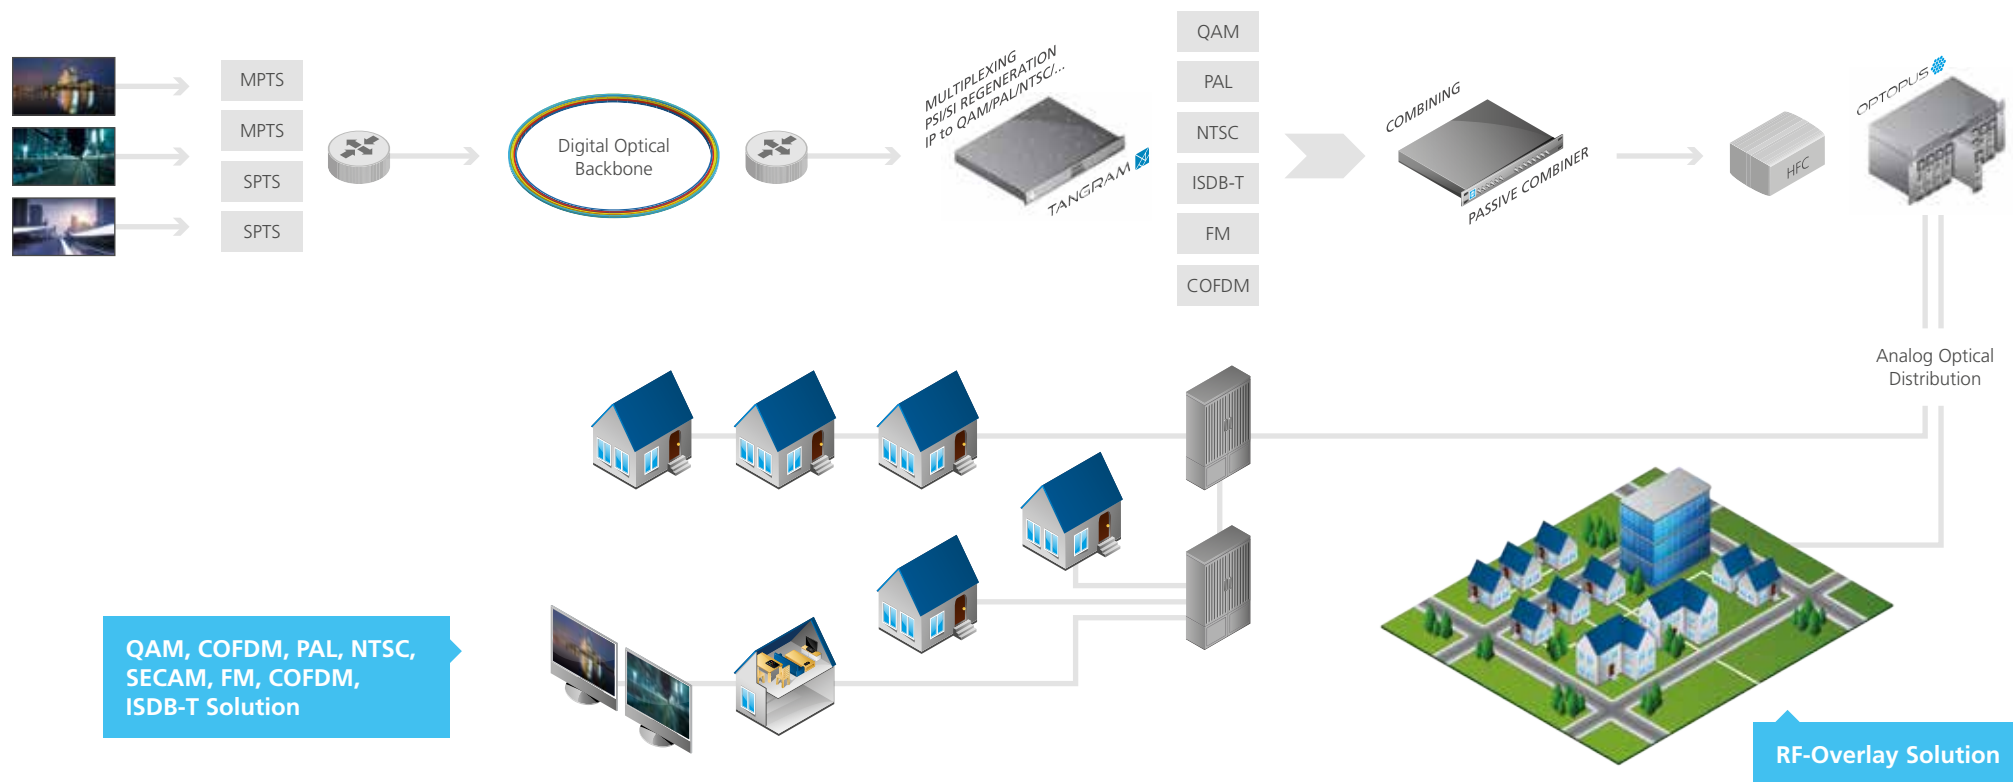 MPTS
MPTS
SPTS
SPTS
Digital Optical
Backbone
MULTIPLEXING
PSI/SI REGENERATION
IP to QAM/PAL/NTSC/...
TANGRAM
QAM
PAL
NTSC
ISDB-T
FM
COFDM
COMBINING
PASSIVE COMBINER
HFC
OPTOPUS
Analog Optical
Distribution
QAM, COFDM, PAL, NTSC,
SECAM, FM, COFDM,
ISDB-T Solution
RF-Overlay Solution